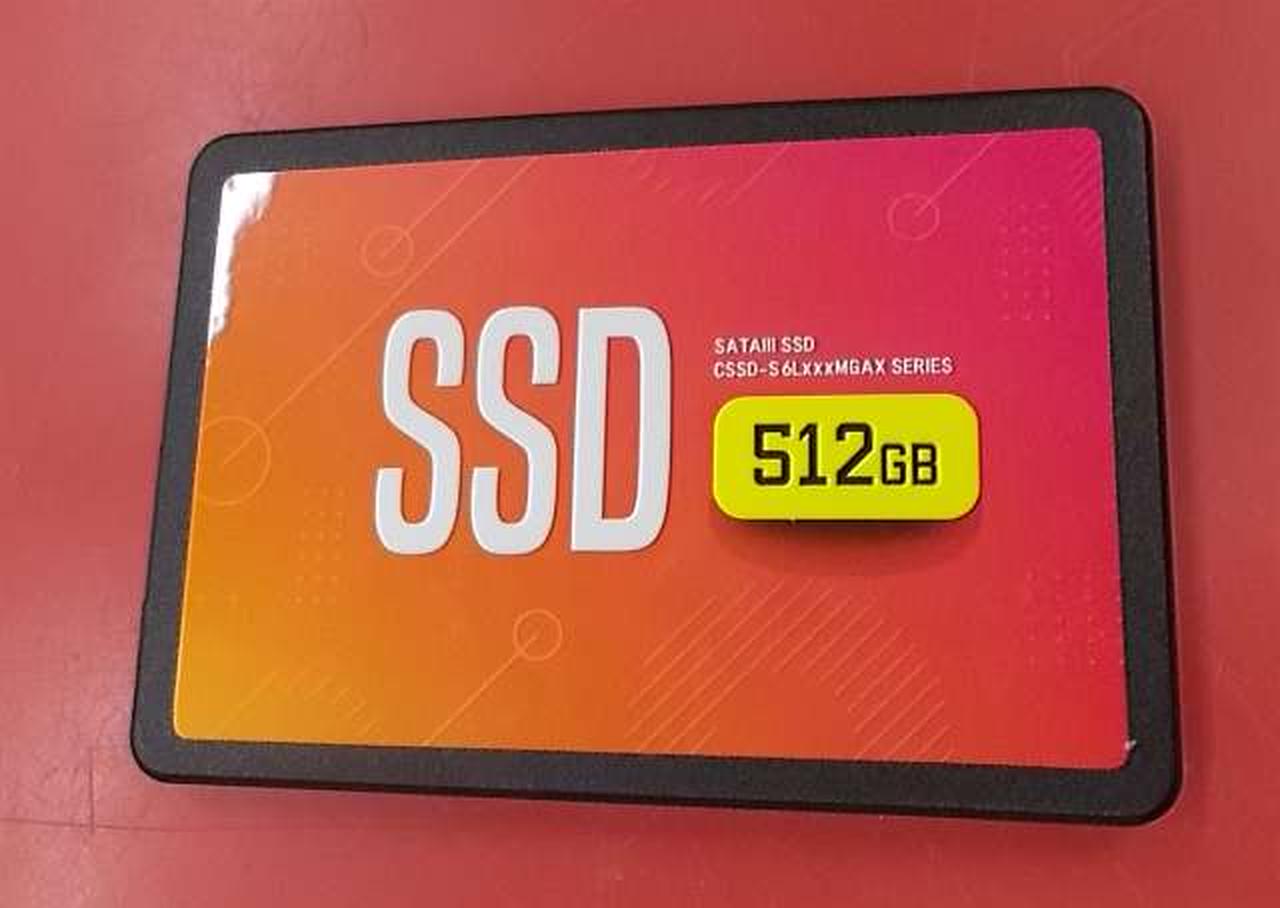 SSD
SATAIII SSD
CSSD-S6LxxxMGAX SERIES
512GB